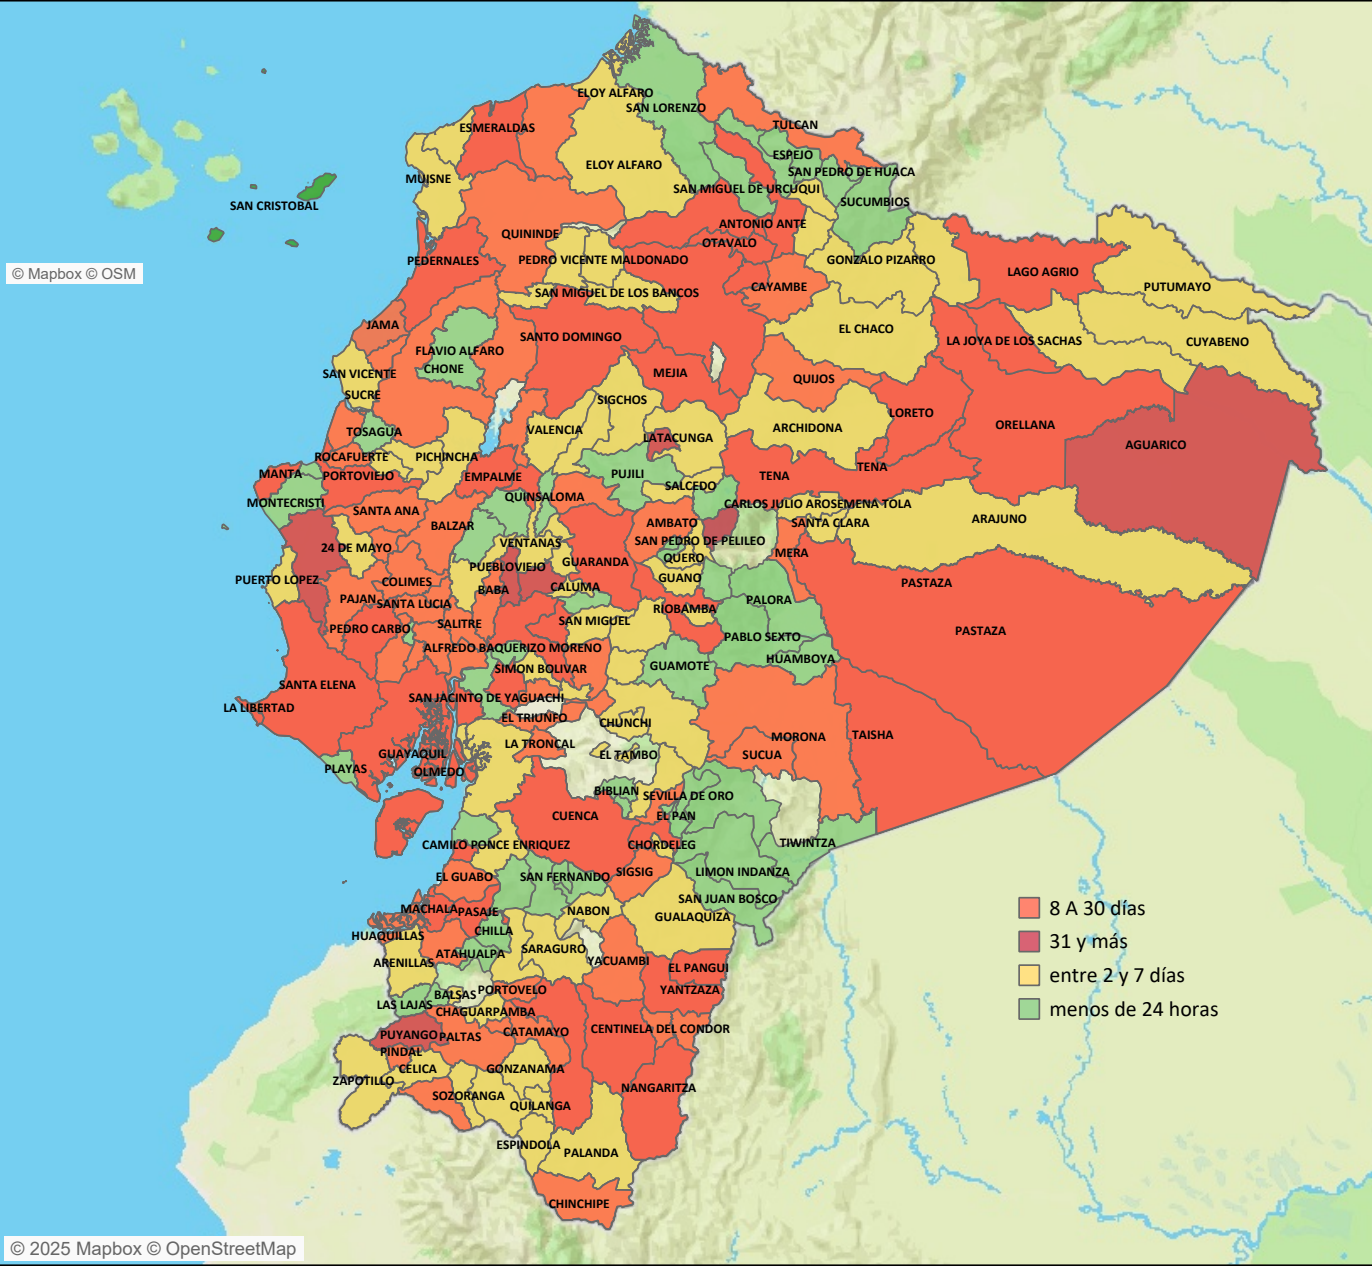 ELOY ALFARO
SAN LORENZO
ESMERALDAS
TULCAN
ESPEJO
ELOY ALFARO
SAN PEDRO DE HUACA
MUISNE
SAN MIGUEL DE URCUQUI
SUCUMBIOS
SAN CRISTOBAL
ANTONIO ANTE
QUININDE
OTAVALO
PEDERNALES
PEDRO VICENTE MALDONADO
GONZALO PIZARRO
LAGO AGRIO
© Mapbox © OSM
CAYAMBE
PUTUMAYO
SAN MIGUEL DE LOS BANCOS
JAMA
EL CHACO
SANTO DOMINGO
LA JOYA DE LOS SACHAS
CUYABENO
FLAVIO ALFARO
CHONE
SAN VICENTE
MEJIA
QUIJOS
SUCRE
SIGCHOS
LORETO
TOSAGUA
VALENCIA
ARCHIDONA
ORELLANA
LATACUNGA
AGUARICO
ROCAFUERTE
PICHINCHA
TENA
MANTA
PORTOVIEJO
EMPALME
PUJILI
TENA
SALCEDO
MONTECRISTI
QUINSALOMA
CARLOS JULIO AROSEMENA TOLA
SANTA ANA
BALZAR
AMBATO
SANTA CLARA
ARAJUNO
24 DE MAYO
VENTANAS
SAN PEDRO DE PELILEO
MERA
QUERO
PUEBLOVIEJO
GUARANDA
PUERTO LOPEZ
COLIMES
GUANO
PASTAZA
BABA
CALUMA
PAJAN
SANTA LUCIA
RIOBAMBA
PALORA
PEDRO CARBO
SALITRE
SAN MIGUEL
PASTAZA
PABLO SEXTO
ALFREDO BAQUERIZO MORENO
HUAMBOYA
SIMON BOLIVAR
GUAMOTE
SANTA ELENA
SAN JACINTO DE YAGUACHI
LA LIBERTAD
EL TRIUNFO
CHUNCHI
MORONA
TAISHA
LA TRONCAL
GUAYAQUIL
EL TAMBO
SUCUA
PLAYAS
OLMEDO
BIBLIAN
SEVILLA DE ORO
CUENCA
EL PAN
CAMILO PONCE ENRIQUEZ
CHORDELEG
TIWINTZA
EL GUABO
SAN FERNANDO
SIGSIG
LIMON INDANZA
SAN JUAN BOSCO
MACHALA
PASAJE
NABON
GUALAQUIZA
8 A 30 días
HUAQUILLAS
CHILLA
31 y más
ATAHUALPA
SARAGURO
ARENILLAS
YACUAMBI
EL PANGUI
entre 2 y 7 días
BALSAS
PORTOVELO
YANTZAZA
LAS LAJAS
CHAGUARPAMBA
menos de 24 horas
PUYANGO
PALTAS
CATAMAYO
CENTINELA DEL CONDOR
PINDAL
CELICA
GONZANAMA
ZAPOTILLO
NANGARITZA
SOZORANGA
QUILANGA
ESPINDOLA
PALANDA
CHINCHIPE
© 2025 Mapbox © OpenStreetMap